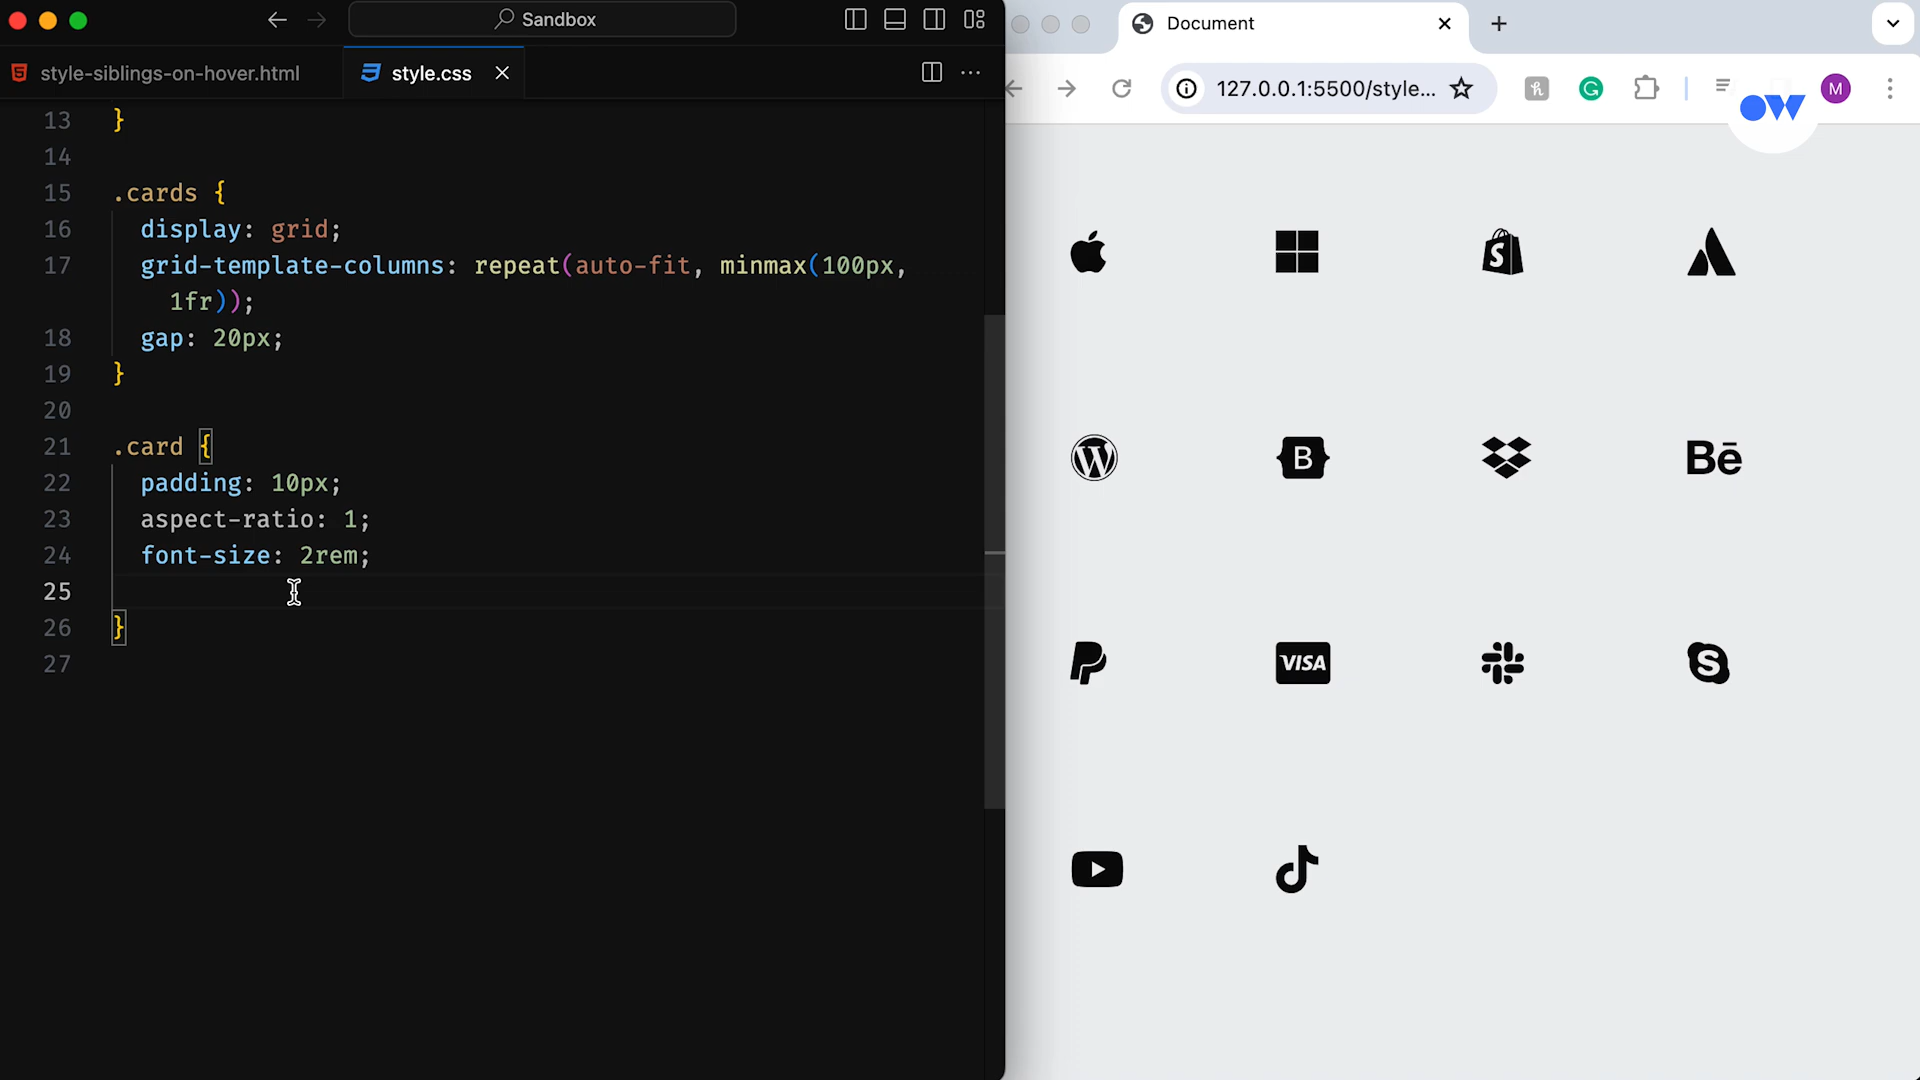 Sandbox
style-siblings-on-hover.html
style.css
13 }
14
15 .cards {
16 display: grid;
17 grid-template-columns: repeat(auto-fit, minmax(100px,
1fr));
18 gap: 20px;
19 }
20
21 .card {
22 padding: 10px;
23 aspect-ratio: 1;
24 font-size: 2rem;
25
26 }
27
Document
127.0.0.1:5500/style...
M
ow
S
W
B
Bē
VISA
S